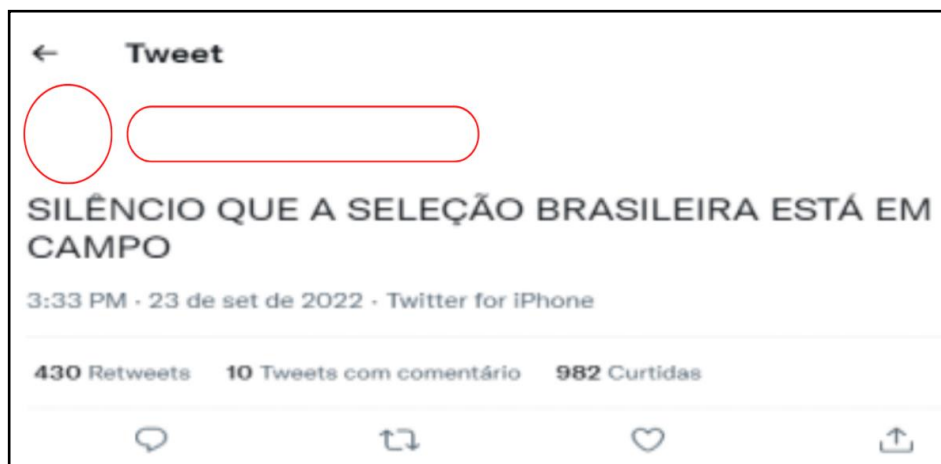 Tweet
SILÊNCIO QUE A SELEÇÃO BRASILEIRA ESTÁ EM
CAMPO
3:33 PM · 23 de set de 2022 · Twitter for iPhone
430 Retweets 10 Tweets com comentário 982 Curtidas